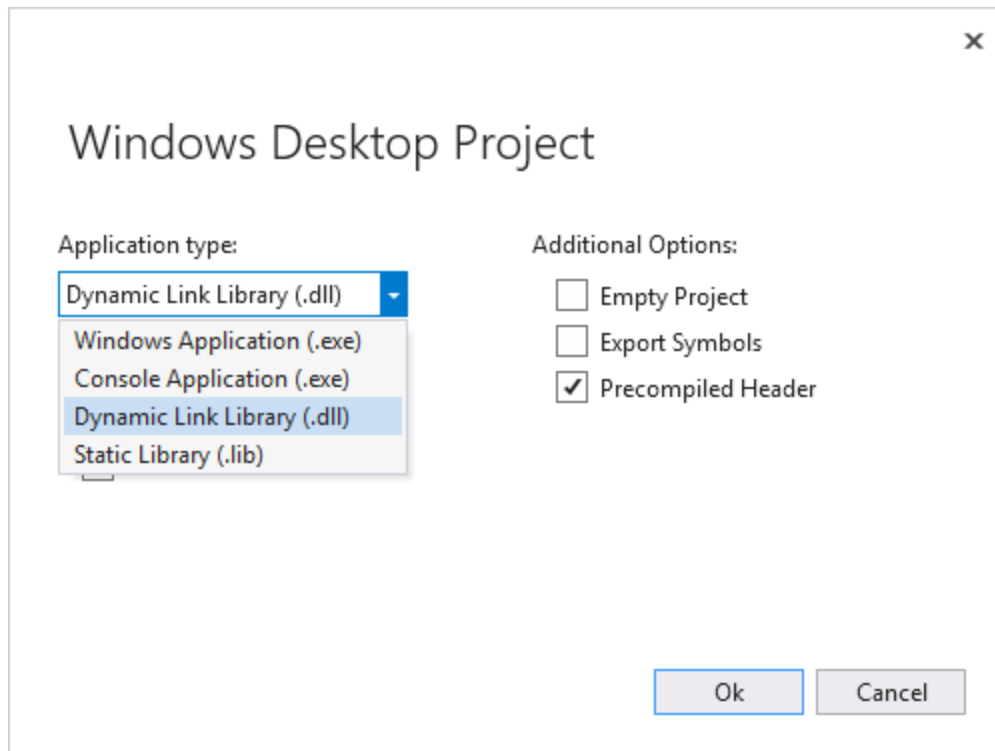 Windows Desktop Project
Application type:
Dynamic Link Library (.dll)
Windows Application (.exe)
Console Application (.exe)
Dynamic Link Library (.dll)
Static Library (.lib)
Additional Options:
Empty Project
Export Symbols
Precompiled Header
Ok
Cancel